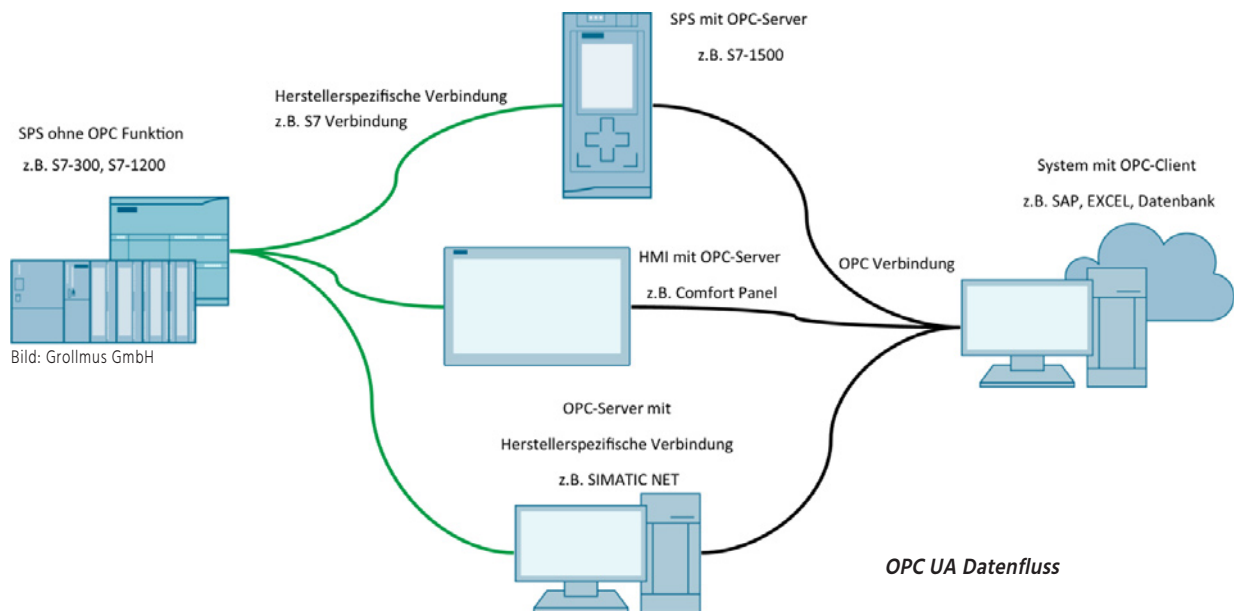 SPS mit OPC-Server
z.B. S7-1500
Herstellerspezifische Verbindung
z.B. S7 Verbindung
SPS ohne OPC Funktion
z.B. S7-300, S7-1200
System mit OPC-Client
z.B. SAP, EXCEL, Datenbank
HMI mit OPC-Server
z.B. Comfort Panel
OPC Verbindung
Bild: Grollmus GmbH
OPC-Server mit
Herstellerspezifische Verbindung
z.B. SIMATIC NET
OPC UA Datenfluss